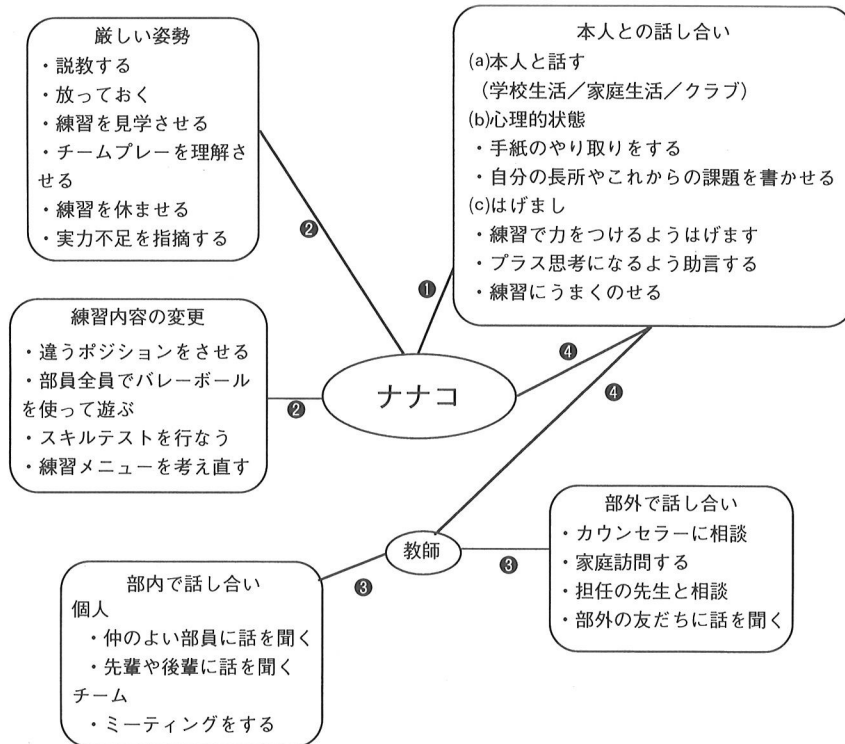 厳しい姿勢
・説教する
・放っておく
・練習を見学させる
・チームプレーを理解さ
せる
・練習を休ませる
・実力不足を指摘する
本人との話し合い
(a)本人と話す
(学校生活／家庭生活／クラブ)
(b)心理的状態
・手紙のやり取りをする
・自分の長所やこれからの課題を書かせる
(c)はげまし
・練習で力をつけるようはげます
・プラス思考になるよう助言する
・練習にうまくのせる
❷
❶
練習内容の変更
・違うポジションをさせる
・部員全員でバレーボール
を使って遊ぶ
・スキルテストを行なう
・練習メニューを考え直す
❷
ナナコ
❹
❹
教師
❸
❸
部内で話し合い
個人
・仲のよい部員に話を聞く
・先輩や後輩に話を聞く
チーム
・ミーティングをする
部外で話し合い
・カウンセラーに相談
・家庭訪問する
・担任の先生と相談
・部外の友だちに話を聞く